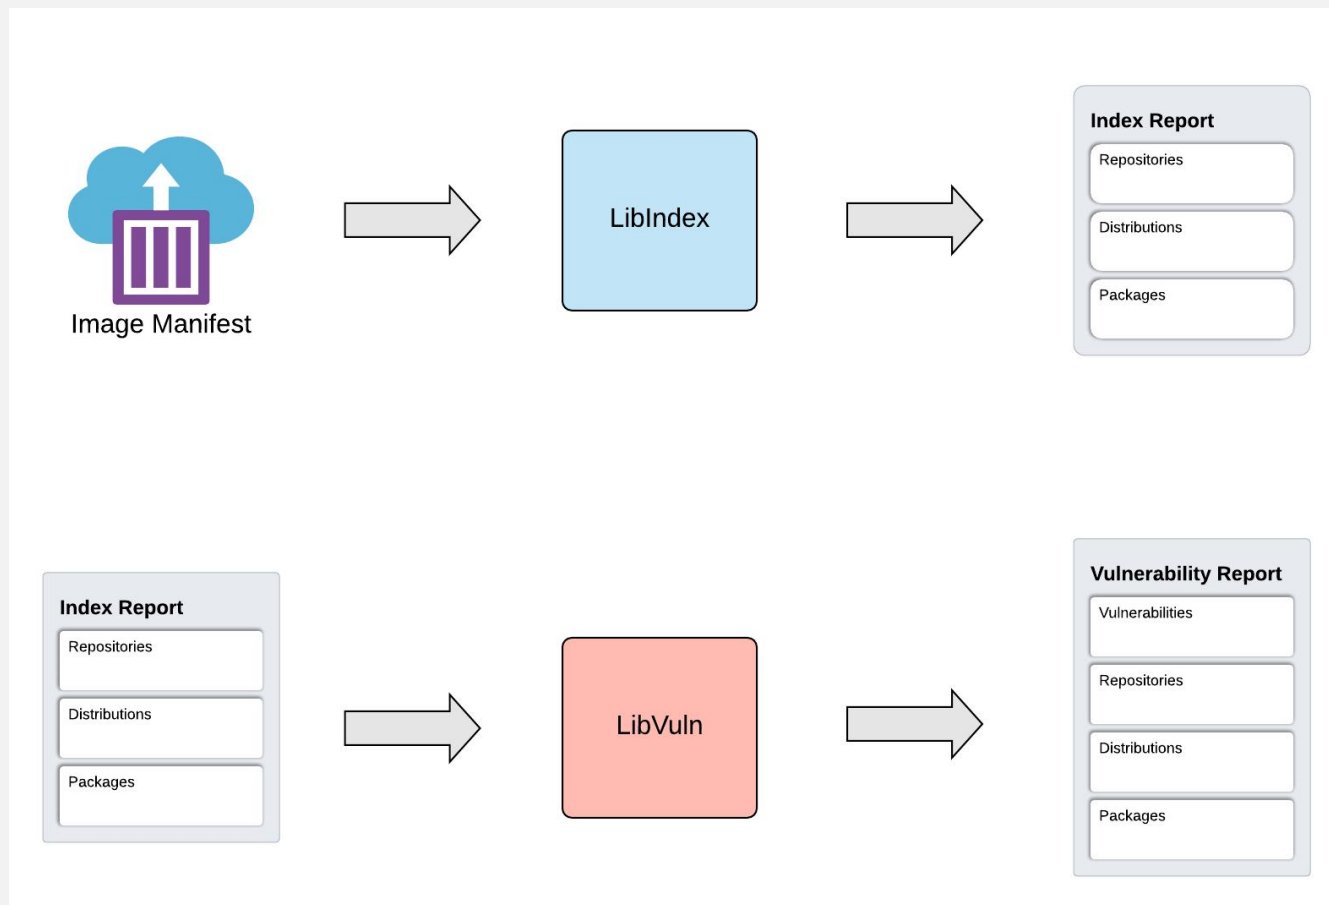 Image Manifest
LibIndex
Index Report
Repositories
Distributions
Packages
Index Report
Repositories
Distributions
Packages
LibVuln
Vulnerability Report
Vulnerabilities
Repositories
Distributions
Packages